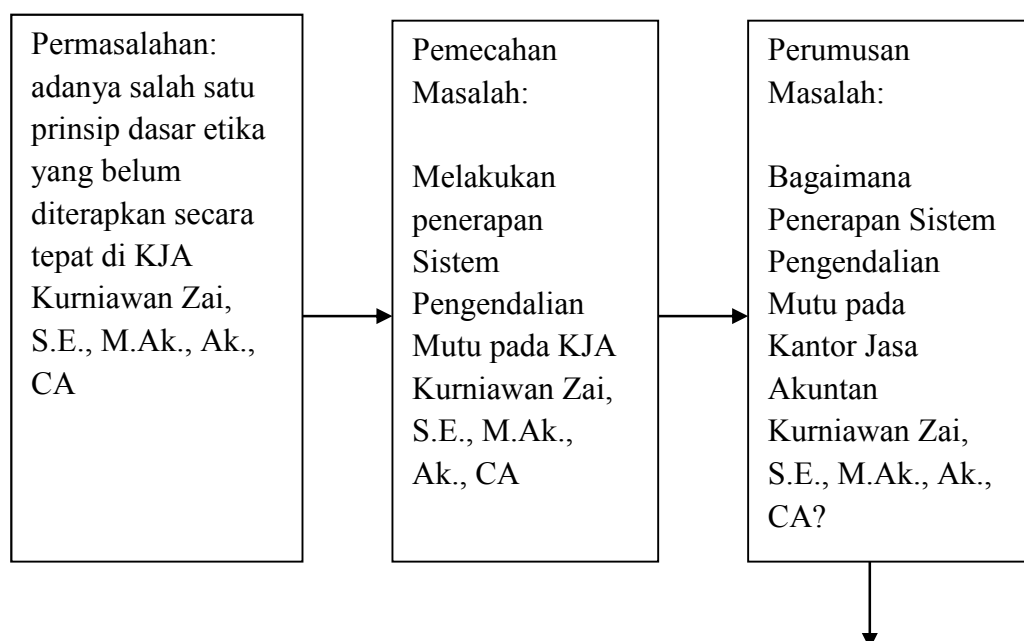 Permasalahan:
adanya salah satu
prinsip dasar etika
yang belum
diterapkan secara
tepat di KJA
Kurniawan Zai,
S.E., M.Ak., Ak.,
CA
Pemecahan
Masalah:
Melakukan
penerapan
Sistem
Pengendalian
Mutu pada KJA
Kurniawan Zai,
S.E., M.Ak.,
Ak., CA
Perumusan
Masalah:
Bagaimana
Penerapan Sistem
Pengendalian
Mutu pada
Kantor Jasa
Akuntan
Kurniawan Zai,
S.E., M.Ak., Ak.,
CA?